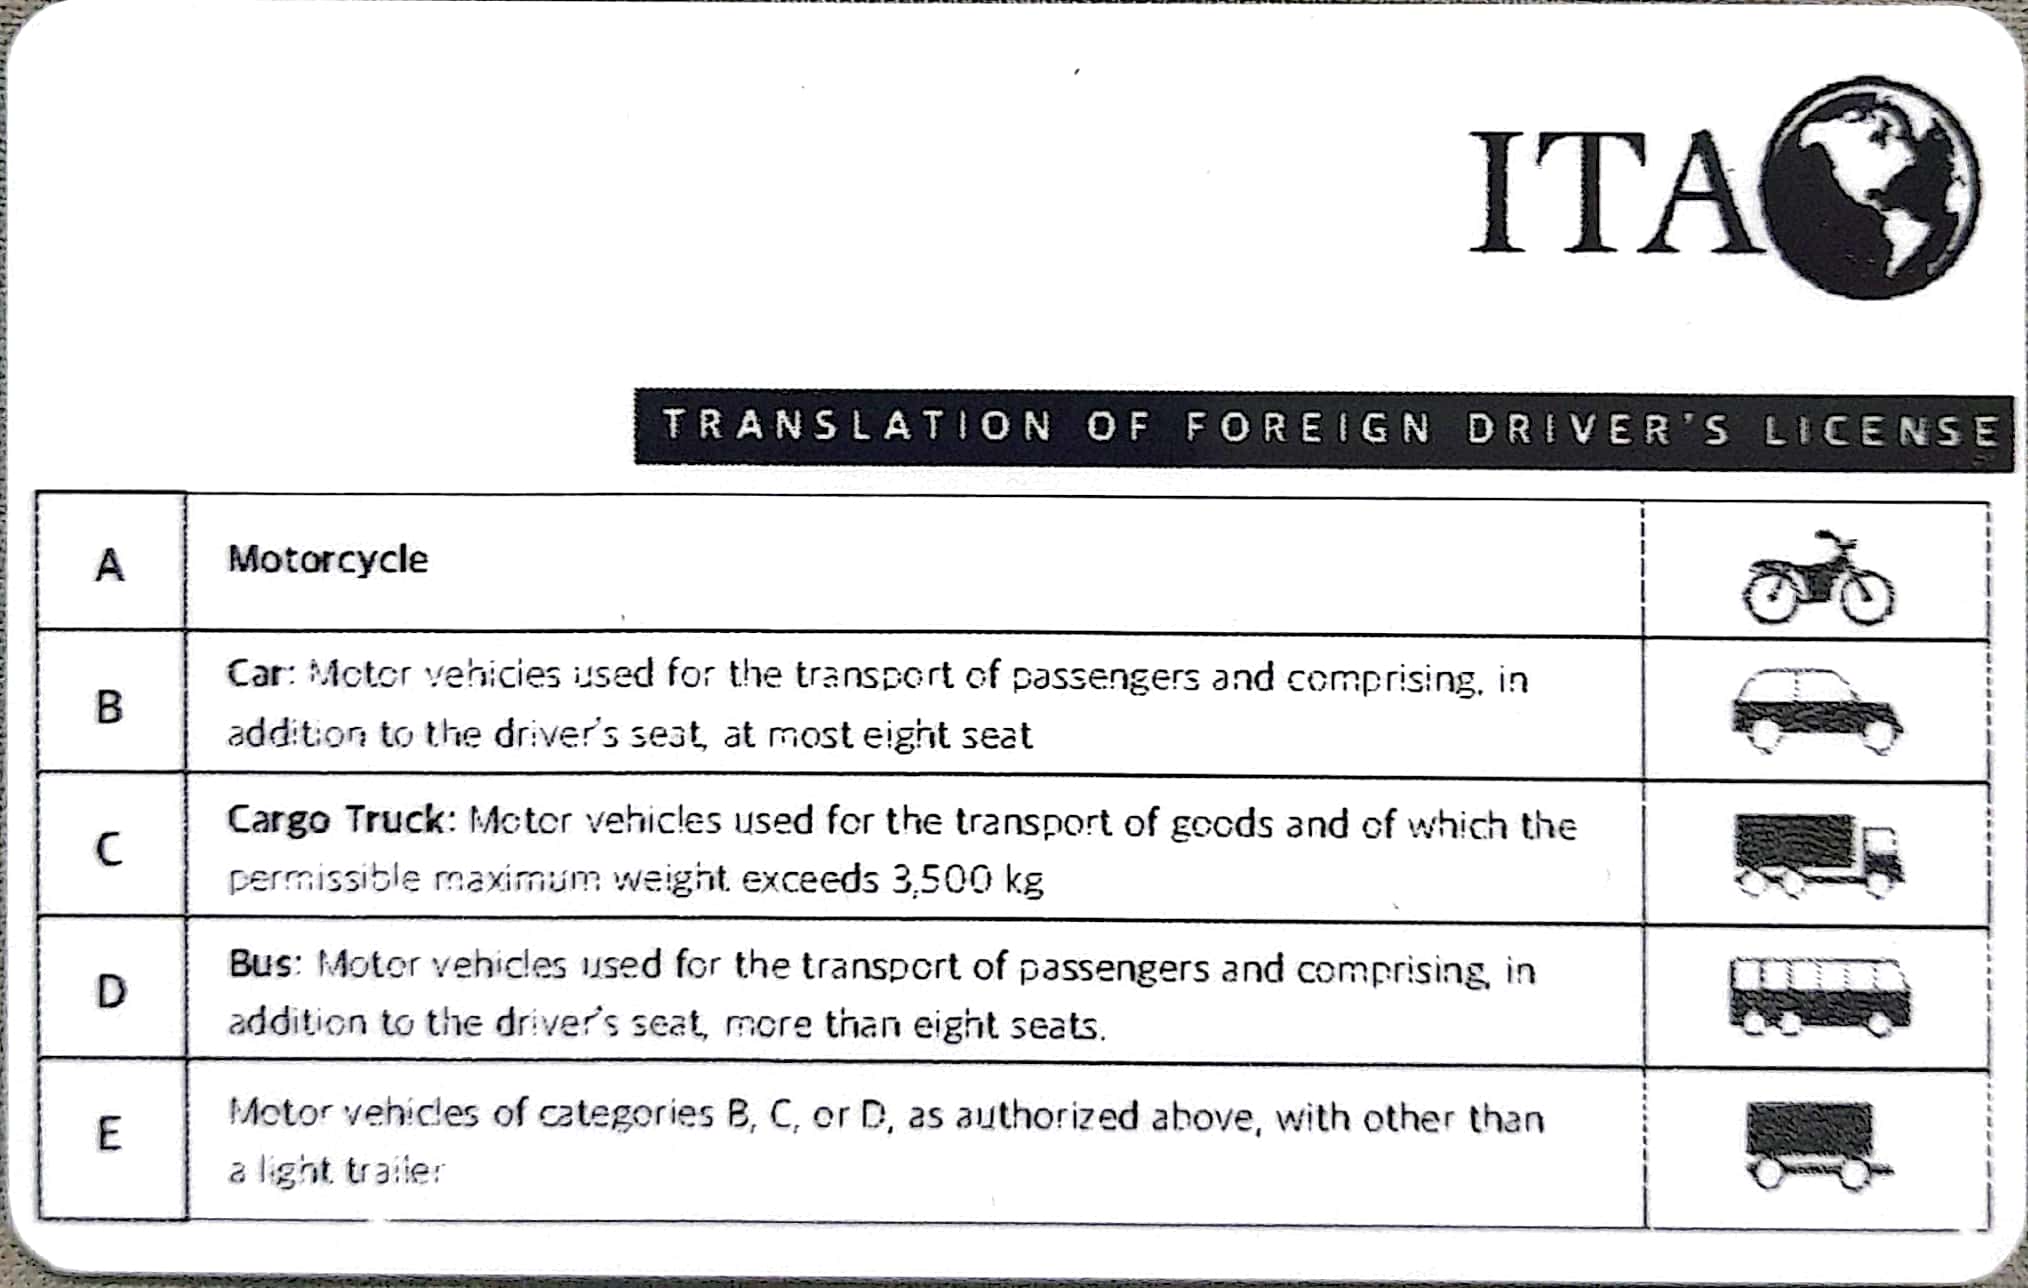 ITA
TRANSLATION OF FOREIGN DRIVER'S LICENSE
A
Motorcycle
B
Car: Motor vehicles used for the transport of passengers and comprising, in
addition to the driver's seat, at most eight seat
C
Cargo Truck: Motor vehicles used for the transport of goods and of which the
permissible maximum weight exceeds 3,500 kg
D
Bus: Motor vehicles used for the transport of passengers and comprising, in
addition to the driver's seat, more than eight seats.
E
Motor vehicles of categories B, C, or D, as authorized above, with other than
a light trailer